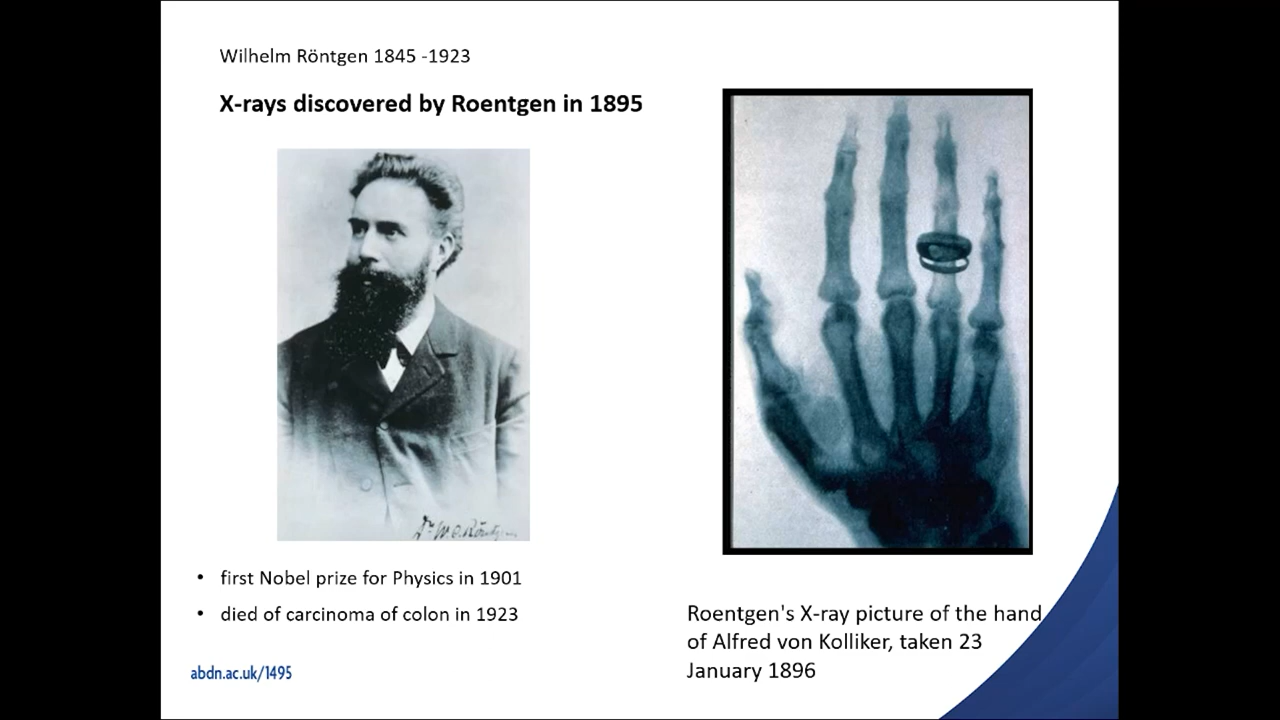 Wilhelm Röntgen 1845 -1923
X-rays discovered by Roentgen in 1895
Dr W. C. Röntgen
• first Nobel prize for Physics in 1901
• died of carcinoma of colon in 1923
Roentgen's X-ray picture of the hand
of Alfred von Kolliker, taken 23
January 1896
abdn.ac.uk/1495